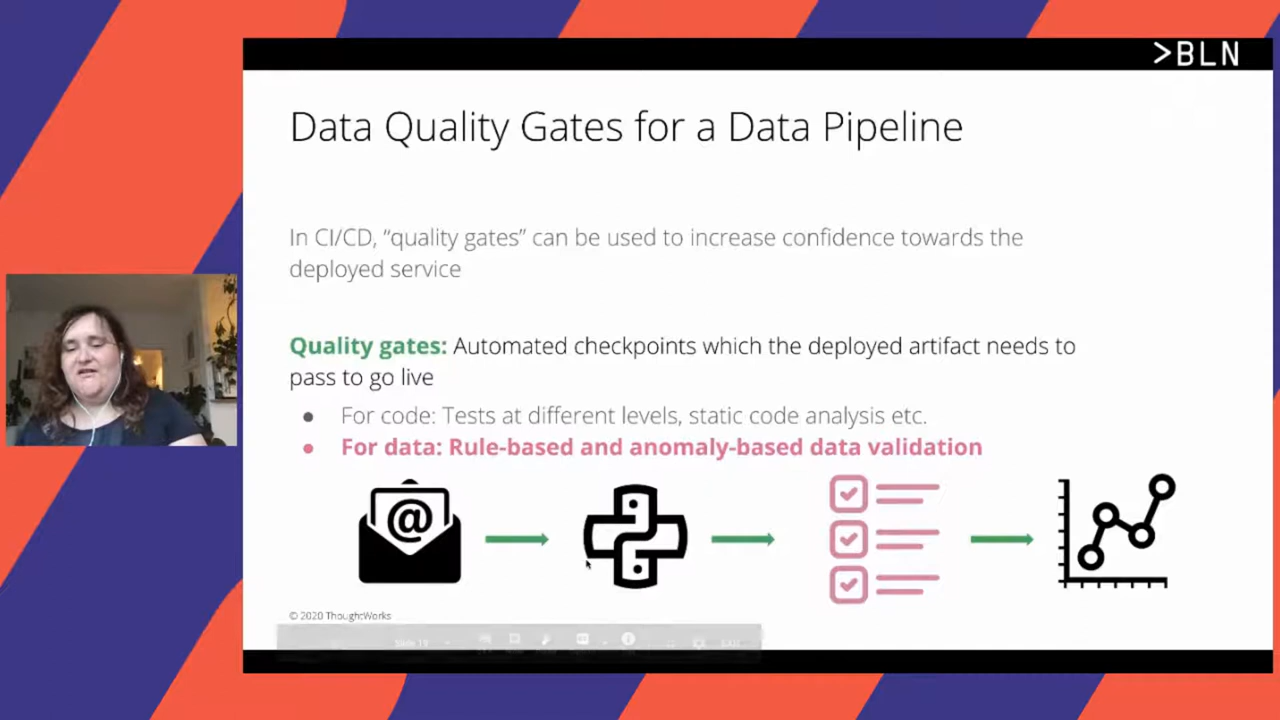 >BLN
Data Quality Gates for a Data Pipeline
In CI/CD, “quality gates” can be used to increase confidence towards the
deployed service
Quality gates: Automated checkpoints which the deployed artifact needs to
pass to go live
● For code: Tests at different levels, static code analysis etc.
● For data: Rule-based and anomaly-based data validation
@
© 2020 ThoughtWorks
Slide 19
EXIT